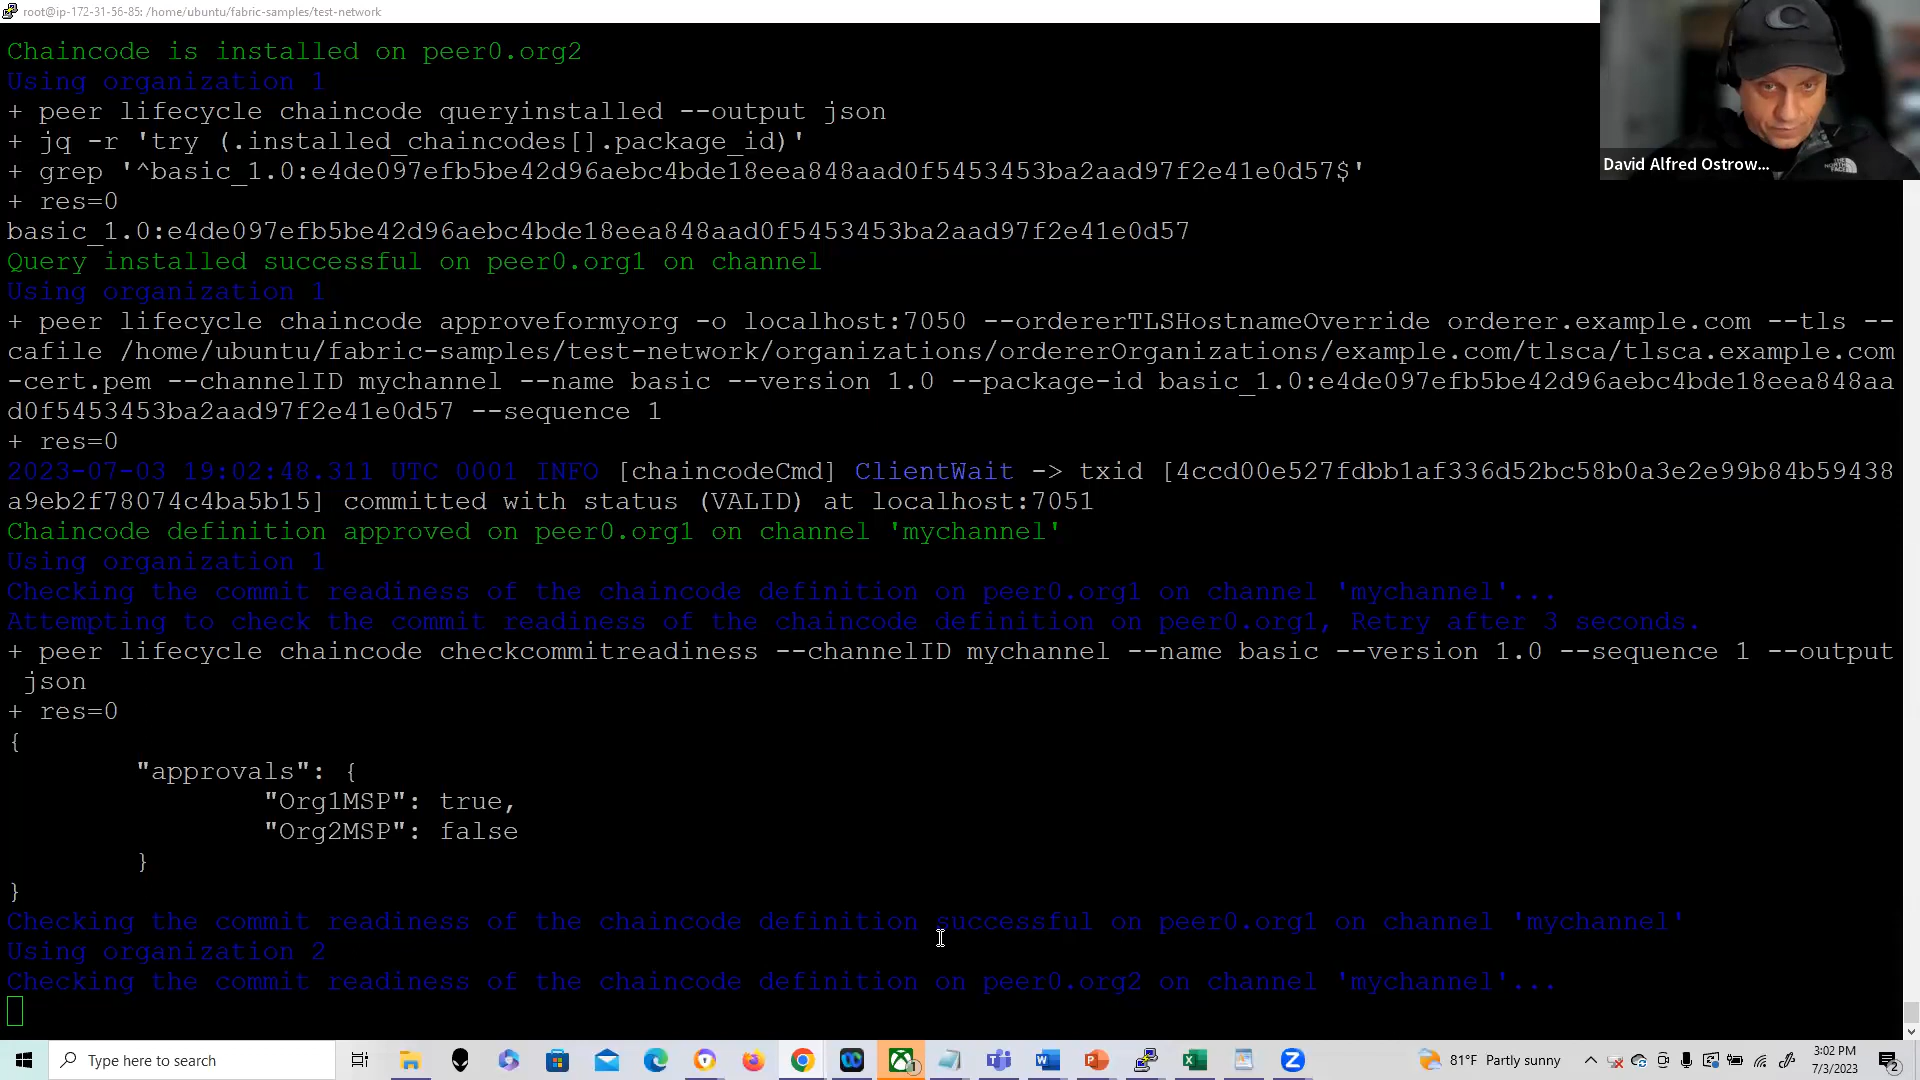 root@ip-172-31-56-85: /home/ubuntu/fabric-samples/test-network
Chaincode is installed on peer0.org2
Using organization 1
+ peer lifecycle chaincode queryinstalled --output json
+ jq -r 'try (.installed_chaincodes[].package_id)'
+ grep '^basic_1.0:e4de097efb5be42d96aebc4bde18eea848aad0f5453453ba2aad97f2e41e0d57$'
+ res=0
basic_1.0:e4de097efb5be42d96aebc4bde18eea848aad0f5453453ba2aad97f2e41e0d57
Query installed successful on peer0.org1 on channel
Using organization 1
+ peer lifecycle chaincode approveformyorg -o localhost:7050 --ordererTLSHostnameOverride orderer.example.com --tls --
cafile /home/ubuntu/fabric-samples/test-network/organizations/ordererOrganizations/example.com/tlsca/tlsca.example.com
-cert.pem --channelID mychannel --name basic --version 1.0 --package-id basic_1.0:e4de097efb5be42d96aebc4bde18eea848aa
d0f5453453ba2aad97f2e41e0d57 --sequence 1
+ res=0
2023-07-03 19:02:48.311 UTC 0001 INFO [chaincodeCmd] ClientWait -> txid [4ccd00e527fdbb1af336d52bc58b0a3e2e99b84b59438
a9eb2f78074c4ba5b15] committed with status (VALID) at localhost:7051
Chaincode definition approved on peer0.org1 on channel 'mychannel'
Using organization 1
Checking the commit readiness of the chaincode definition on peer0.org1 on channel 'mychannel'...
Attempting to check the commit readiness of the chaincode definition on peer0.org1, Retry after 3 seconds.
+ peer lifecycle chaincode checkcommitreadiness --channelID mychannel --name basic --version 1.0 --sequence 1 --output
json
+ res=0
{
"approvals": {
"Org1MSP": true,
"Org2MSP": false
}
}
Checking the commit readiness of the chaincode definition successful on peer0.org1 on channel 'mychannel'
Using organization 2
Checking the commit readiness of the chaincode definition on peer0.org2 on channel 'mychannel'...
David Alfred Ostrow...
THE NORTH FACE
Type here to search
81°F Partly sunny
3:02 PM
7/3/2023